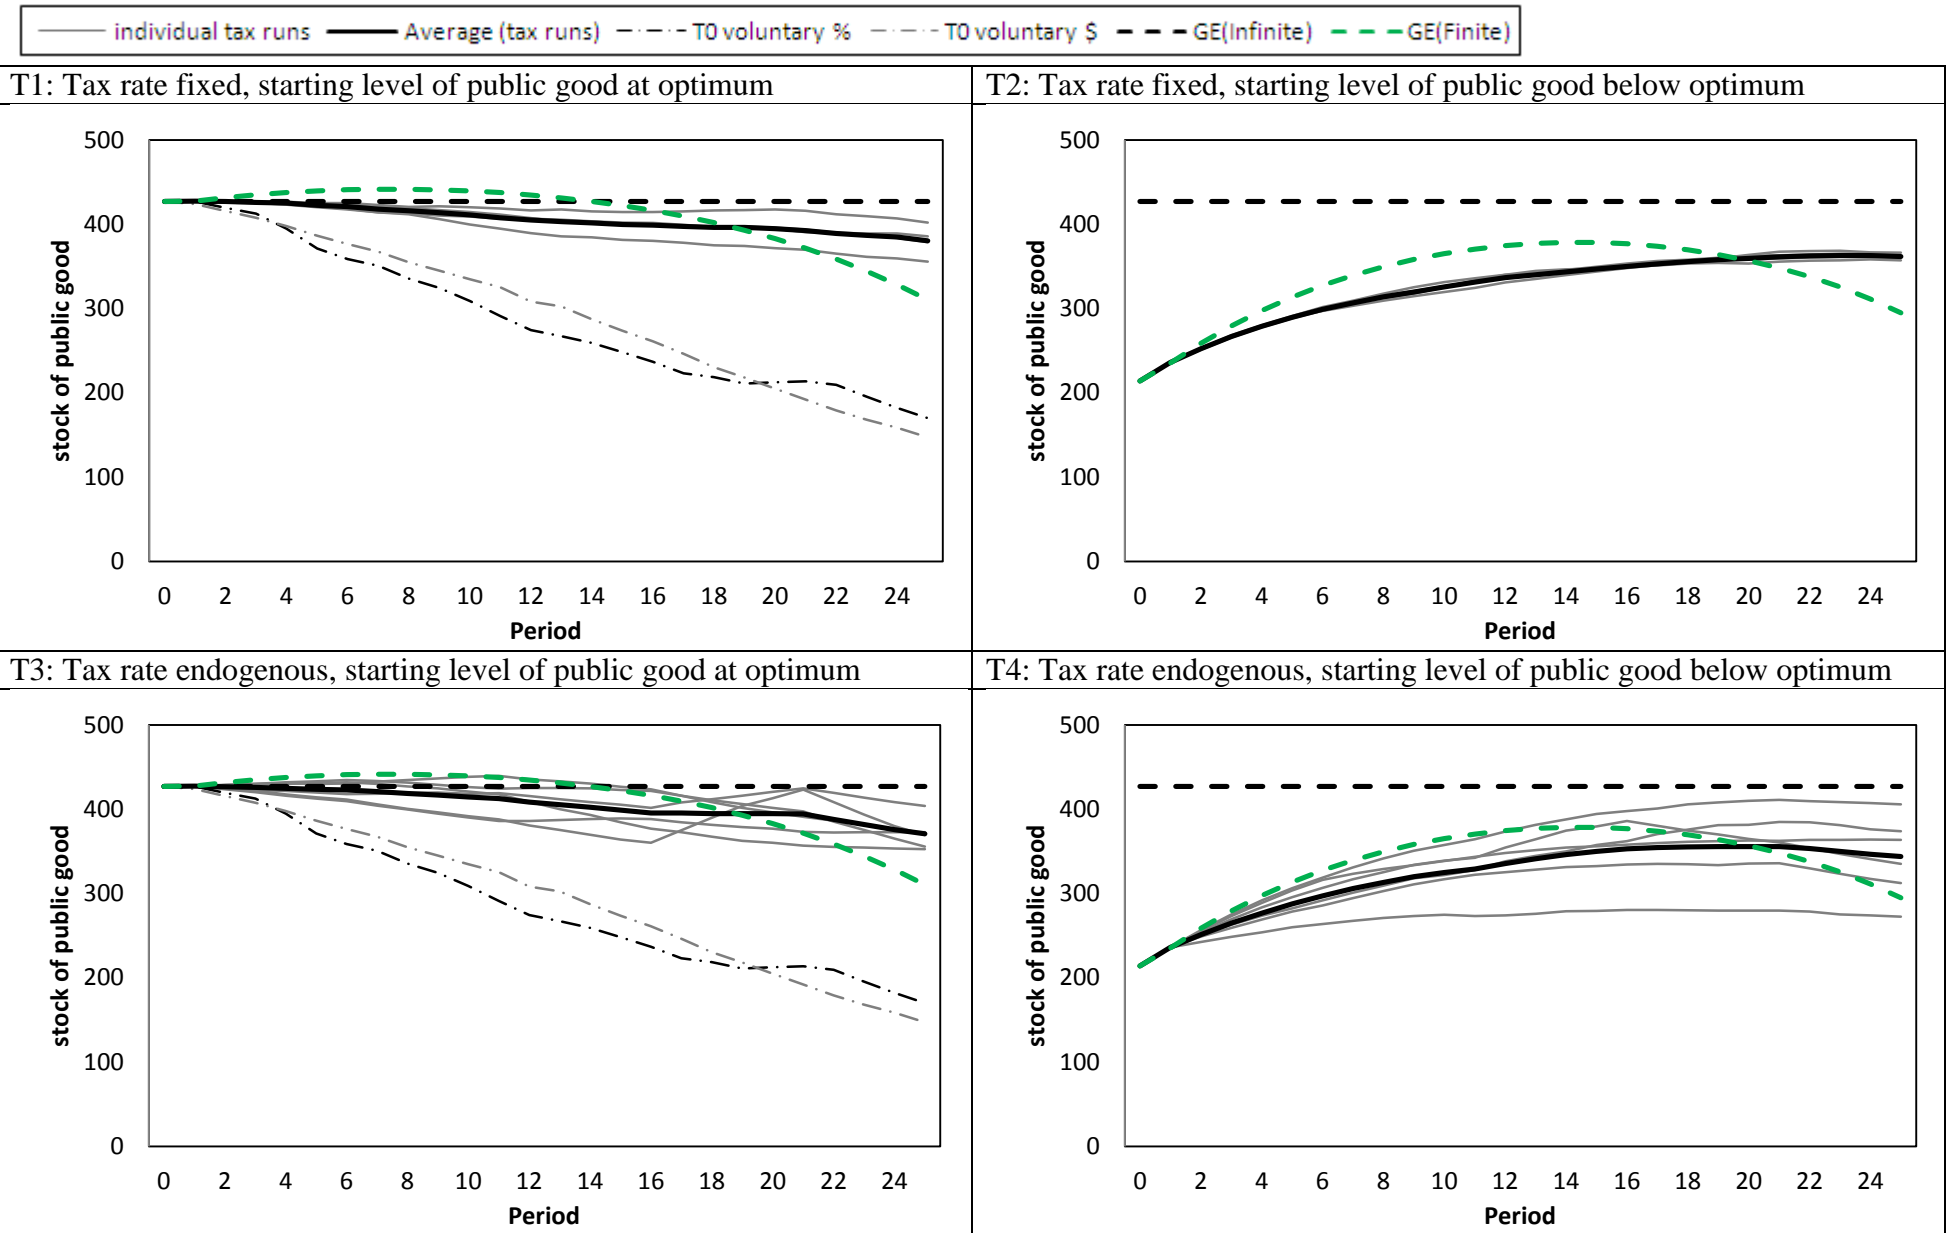 individual tax runs Average (tax runs) T0 voluntary % T0 voluntary $ GE(Infinite) GE(Finite)
T1: Tax rate fixed, starting level of public good at optimum
500
400
300
200
100
0
stock of public good
0 2 4 6 8 10 12 14 16 18 20 22 24
Period
T2: Tax rate fixed, starting level of public good below optimum
500
400
300
200
100
0
stock of public good
0 2 4 6 8 10 12 14 16 18 20 22 24
Period
T3: Tax rate endogenous, starting level of public good at optimum
500
400
300
200
100
0
stock of public good
0 2 4 6 8 10 12 14 16 18 20 22 24
Period
T4: Tax rate endogenous, starting level of public good below optimum
500
400
300
200
100
0
stock of public good
0 2 4 6 8 10 12 14 16 18 20 22 24
Period